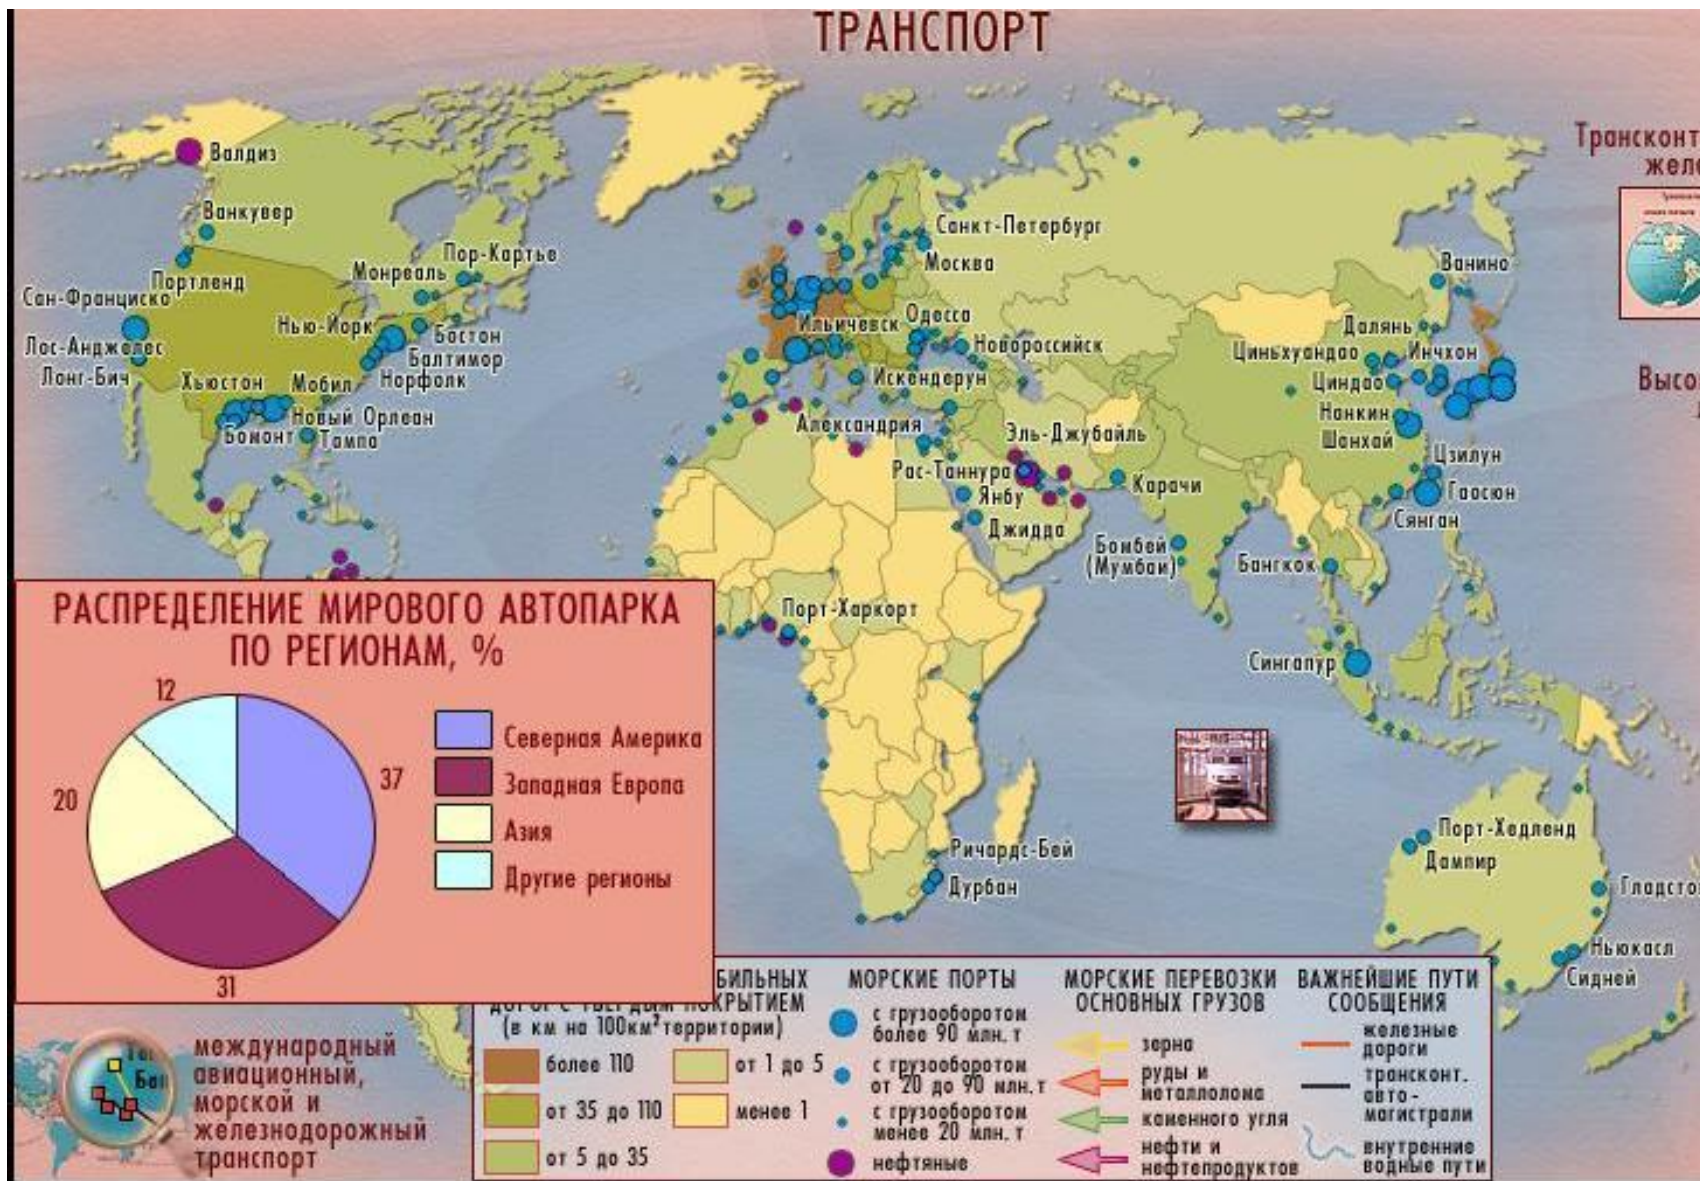 ТРАНСПОРТ
Трансконт
желе
Высо
Валдиз
Ванкувер
Портленд
Монреаль
Пор-Картье
Сан-Франциско
Лос-Анджелес
Лонг-Бич
Нью-Йорк
Бастон
Балтимор
Норфолк
Хьюстон
Мобил
Новый Орлеан
Бомонт
Тампа
Санкт-Петербург
Москва
Ильичевск
Одесса
Новороссийск
Искендерун
Александрия
Эль-Джубайль
Рас-Таннура
Янбу
Джидда
Карачи
Бомбей
(Мумбаи)
Бангкок
Ванино
Далянь
Циньхуандао
Инчхон
Циндао
Нанкин
Шанхай
Цзилун
Гаосюн
Сянган
Сингапур
Порт-Харкорт
Ричардс-Бей
Дурбан
Порт-Хедленд
Дампир
Гладсто
Ньюкасл
Сидней
РАСПРЕДЕЛЕНИЕ МИРОВОГО АВТОПАРКА
ПО РЕГИОНАМ, %
12
37
20
31
Северная Америка
Западная Европа
Азия
Другие регионы
международный
авиационный,
морской и
железнодорожный
транспорт
БИЛЬНЫХ
ДОРОГ С ТВЕРДЫМ ПОКРЫТИЕМ
(в км на 100км² территории)
более 110
от 35 до 110
от 5 до 35
от 1 до 5
менее 1
МОРСКИЕ ПОРТЫ
с грузооборотом
более 90 млн. т
с грузооборотом
от 20 до 90 млн. т
с грузооборотом
менее 20 млн. т
нефтяные
МОРСКИЕ ПЕРЕВОЗКИ
ОСНОВНЫХ ГРУЗОВ
зерна
руды и
металлолома
каменного угля
нефти и
нефтепродуктов
ВАЖНЕЙШИЕ ПУТИ
СООБЩЕНИЯ
железные
дороги
трансконт.
авто-
магистрали
внутренние
водные пути